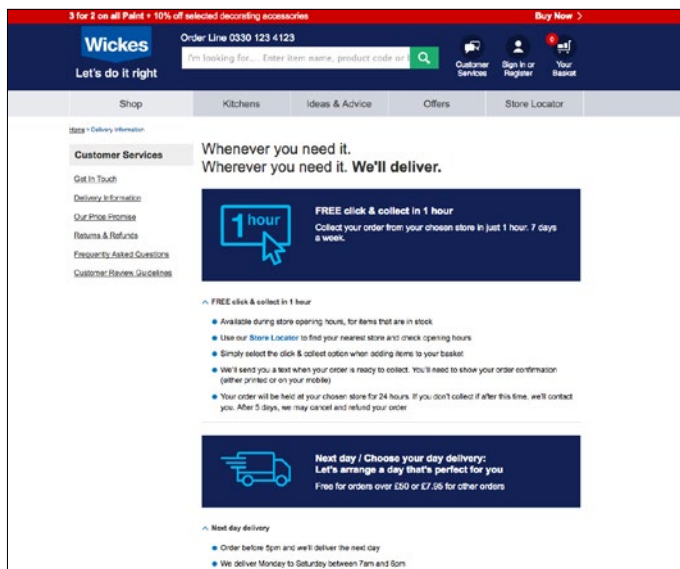 3 for 2 on all Paint + 10% off selected decorating accessories
Buy Now >
Wickes
Let's do it right
Order Line 0330 123 4123
I'm looking for.... Enter item name, product code or
0
Customer Services
Sign In or Register
Your Basket
Shop
Kitchens
Ideas & Advice
Offers
Store Locator
Home > Delivery Information
Customer Services
Get In Touch
Delivery Information
Our Price Promise
Returns & Refunds
Frequently Asked Questions
Customer Review Guidelines
Whenever you need it.
Wherever you need it. We'll deliver.
1 hour
FREE click & collect in 1 hour
Collect your order from your chosen store in just 1 hour. 7 days
a week.
FREE click & collect in 1 hour
Available during store opening hours, for items that are in stock
Use our Store Locator to find your nearest store and check opening hours
Simply select the click & collect option when adding items to your basket
We'll send you a text when your order is ready to collect. You'll need to show your order confirmation
(either printed or on your mobile)
Your order will be held at your chosen store for 24 hours. If you don't collect if after this time, we'll contact
you. After 5 days, we may cancel and refund your order
Next day / Choose your day delivery:
Let's arrange a day that's perfect for you
Free for orders over £50 or £7.95 for other orders
Next day delivery
Order before 5pm and we'll deliver the next day
We deliver Monday to Saturday between 7am and 6pm